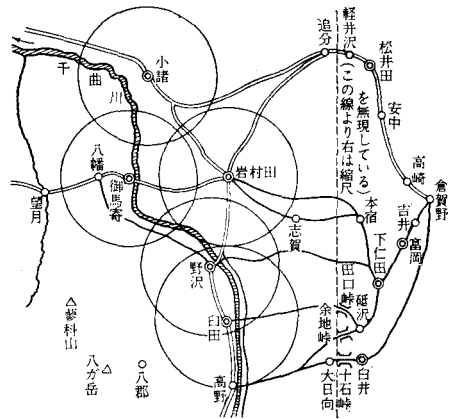 軽井沢
追分
松井田
小諸
千曲川
(この線より右は縮尺
を無視している)
安中
高崎
倉賀野
八幡
御馬寄
岩村田
望月
志賀
本宿
吉井
富岡
下仁田
野沢
田口峠
砥沢
余地峠
臼田
蓼科山
八ガ岳
八郡
高野
大日向
十石峠
白井